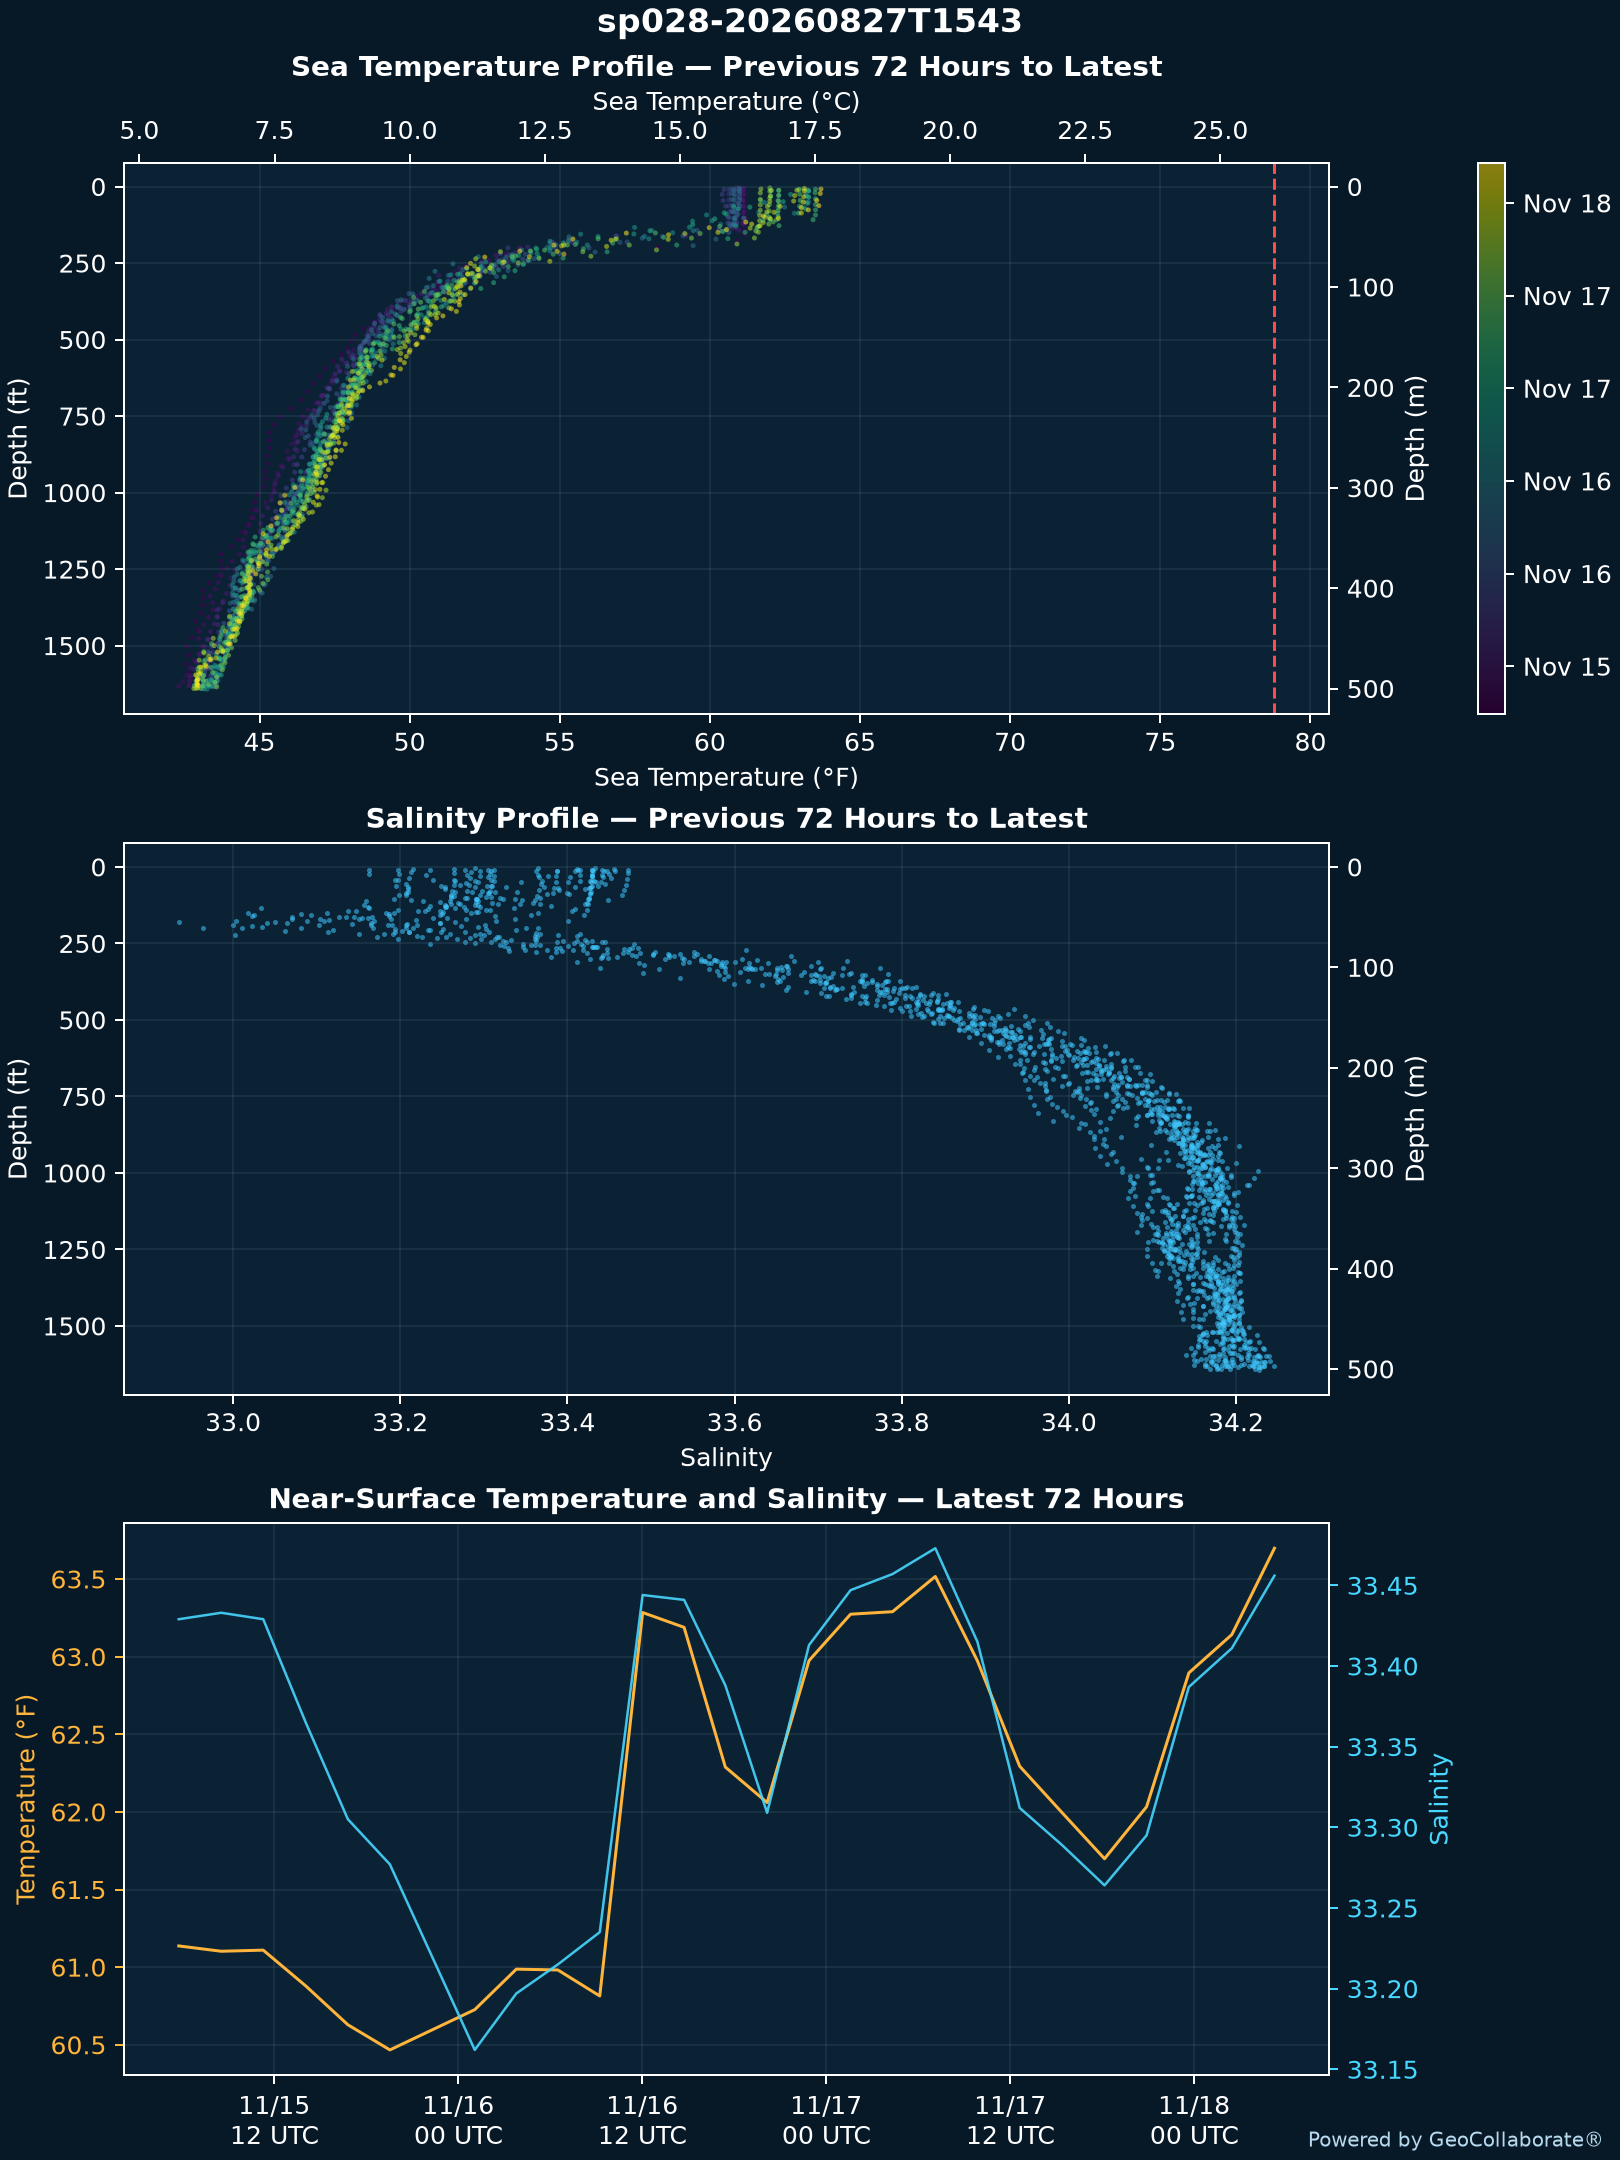 sp028-20260827T1543
Sea Temperature Profile — Previous 72 Hours to Latest
Sea Temperature (°C)
5.0 7.5 10.0 12.5 15.0 17.5 20.0 22.5 25.0
0
250
500
750
1000
1250
1500
Depth (ft)
0
100
200
300
400
500
Depth (m)
45 50 55 60 65 70 75 80
Sea Temperature (°F)
Nov 18
Nov 17
Nov 17
Nov 16
Nov 16
Nov 15
Salinity Profile — Previous 72 Hours to Latest
0
250
500
750
1000
1250
1500
Depth (ft)
0
100
200
300
400
500
Depth (m)
33.0 33.2 33.4 33.6 33.8 34.0 34.2
Salinity
Near-Surface Temperature and Salinity — Latest 72 Hours
63.5
63.0
62.5
62.0
61.5
61.0
60.5
Temperature (°F)
33.45
33.40
33.35
33.30
33.25
33.20
33.15
Salinity
11/15 11/16 11/16 11/17 11/17 11/18
12 UTC 00 UTC 12 UTC 00 UTC 12 UTC 00 UTC
Powered by GeoCollaborate®